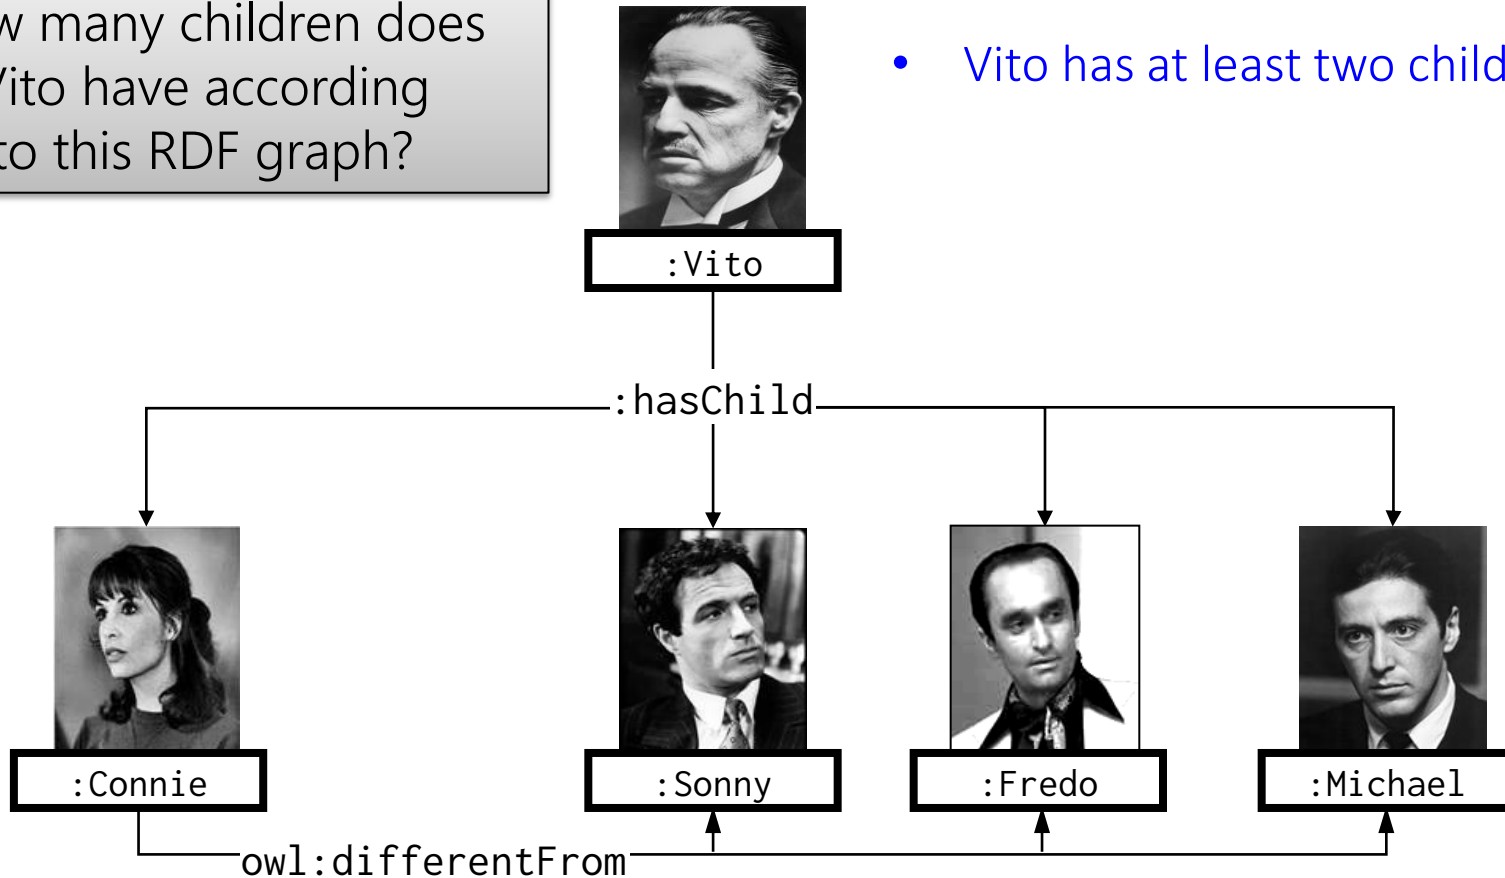 w many children does
Vito have according
to this RDF graph?
• Vito has at least two child
:Vito
:hasChild
:Connie
:Sonny
:Fredo
:Michael
owl:differentFrom